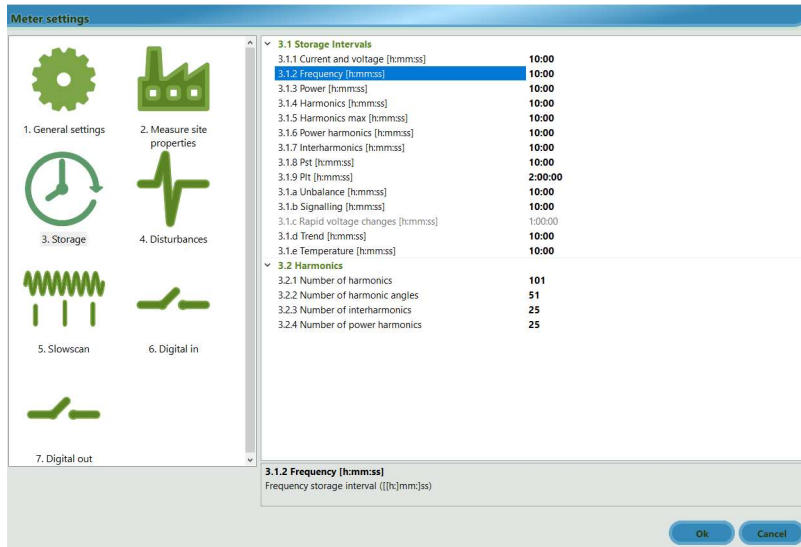 Meter settings
1. General settings
2. Measure site
properties
3. Storage
4. Disturbances
5. Slowscan
6. Digital in
7. Digital out
3.1 Storage Intervals
3.1.1 Current and voltage [h:mm:ss] 10:00
3.1.2 Frequency [h:mm:ss] 10:00
3.1.3 Power [h:mm:ss] 10:00
3.1.4 Harmonics [h:mm:ss] 10:00
3.1.5 Harmonics max [h:mm:ss] 10:00
3.1.6 Power harmonics [h:mm:ss] 10:00
3.1.7 Interharmonics [h:mm:ss] 10:00
3.1.8 Pst [h:mm:ss] 10:00
3.1.9 Plt [h:mm:ss] 2:00:00
3.1.a Unbalance [h:mm:ss] 10:00
3.1.b Signalling [h:mm:ss] 10:00
3.1.c Rapid voltage changes [h:mm:ss] 1:00:00
3.1.d Trend [h:mm:ss] 10:00
3.1.e Temperature [h:mm:ss] 10:00
3.2 Harmonics
3.2.1 Number of harmonics 101
3.2.2 Number of harmonic angles 51
3.2.3 Number of interharmonics 25
3.2.4 Number of power harmonics 25
3.1.2 Frequency [h:mm:ss]
Frequency storage interval ([[h:]mm:]ss)
Ok
Cancel